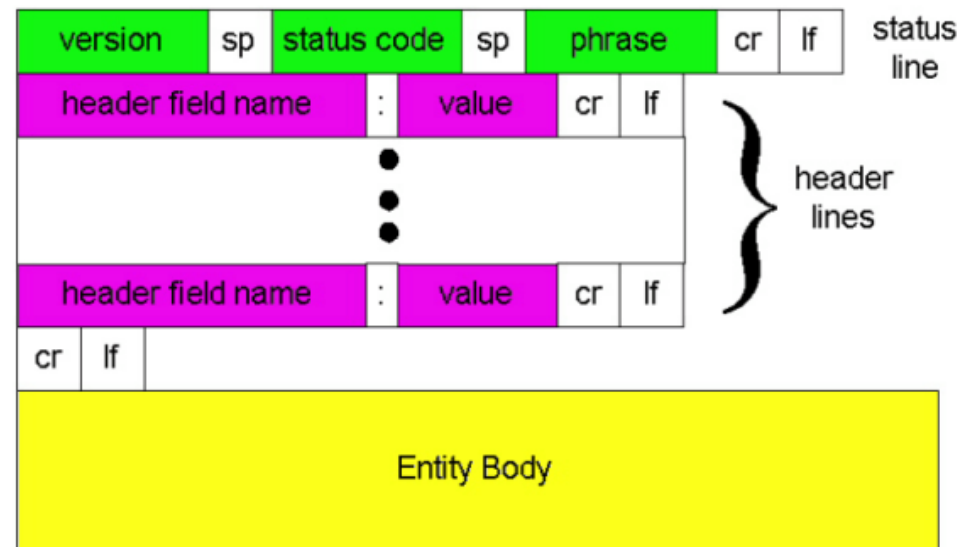 version sp status code sp phrase cr lf status line
header field name : value cr lf
header lines
header field name : value cr lf
cr lf
Entity Body